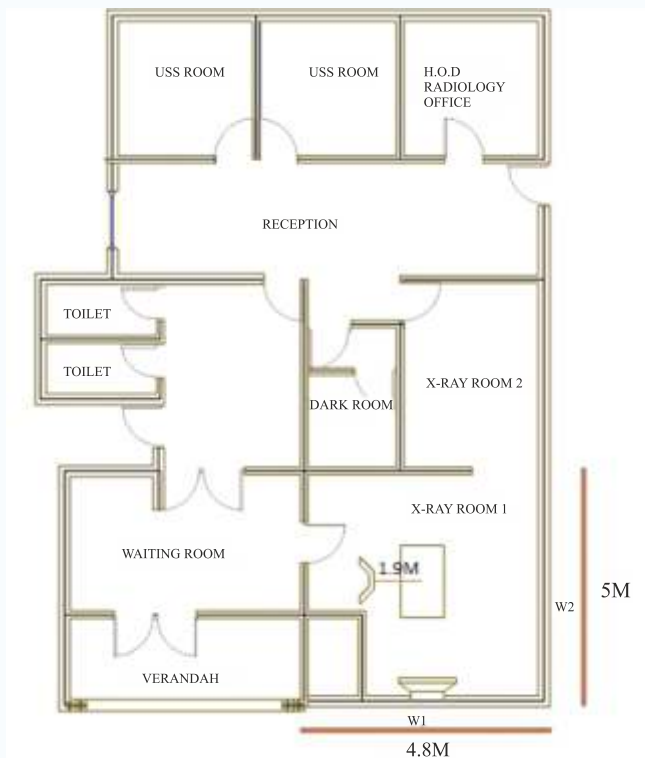 USS ROOM
USS ROOM
H.O.D
RADIOLOGY
OFFICE
RECEPTION
TOILET
TOILET
X-RAY ROOM 2
DARK ROOM
X-RAY ROOM 1
WAITING ROOM
1.9M
5M
W2
VERANDAH
W1
4.8M